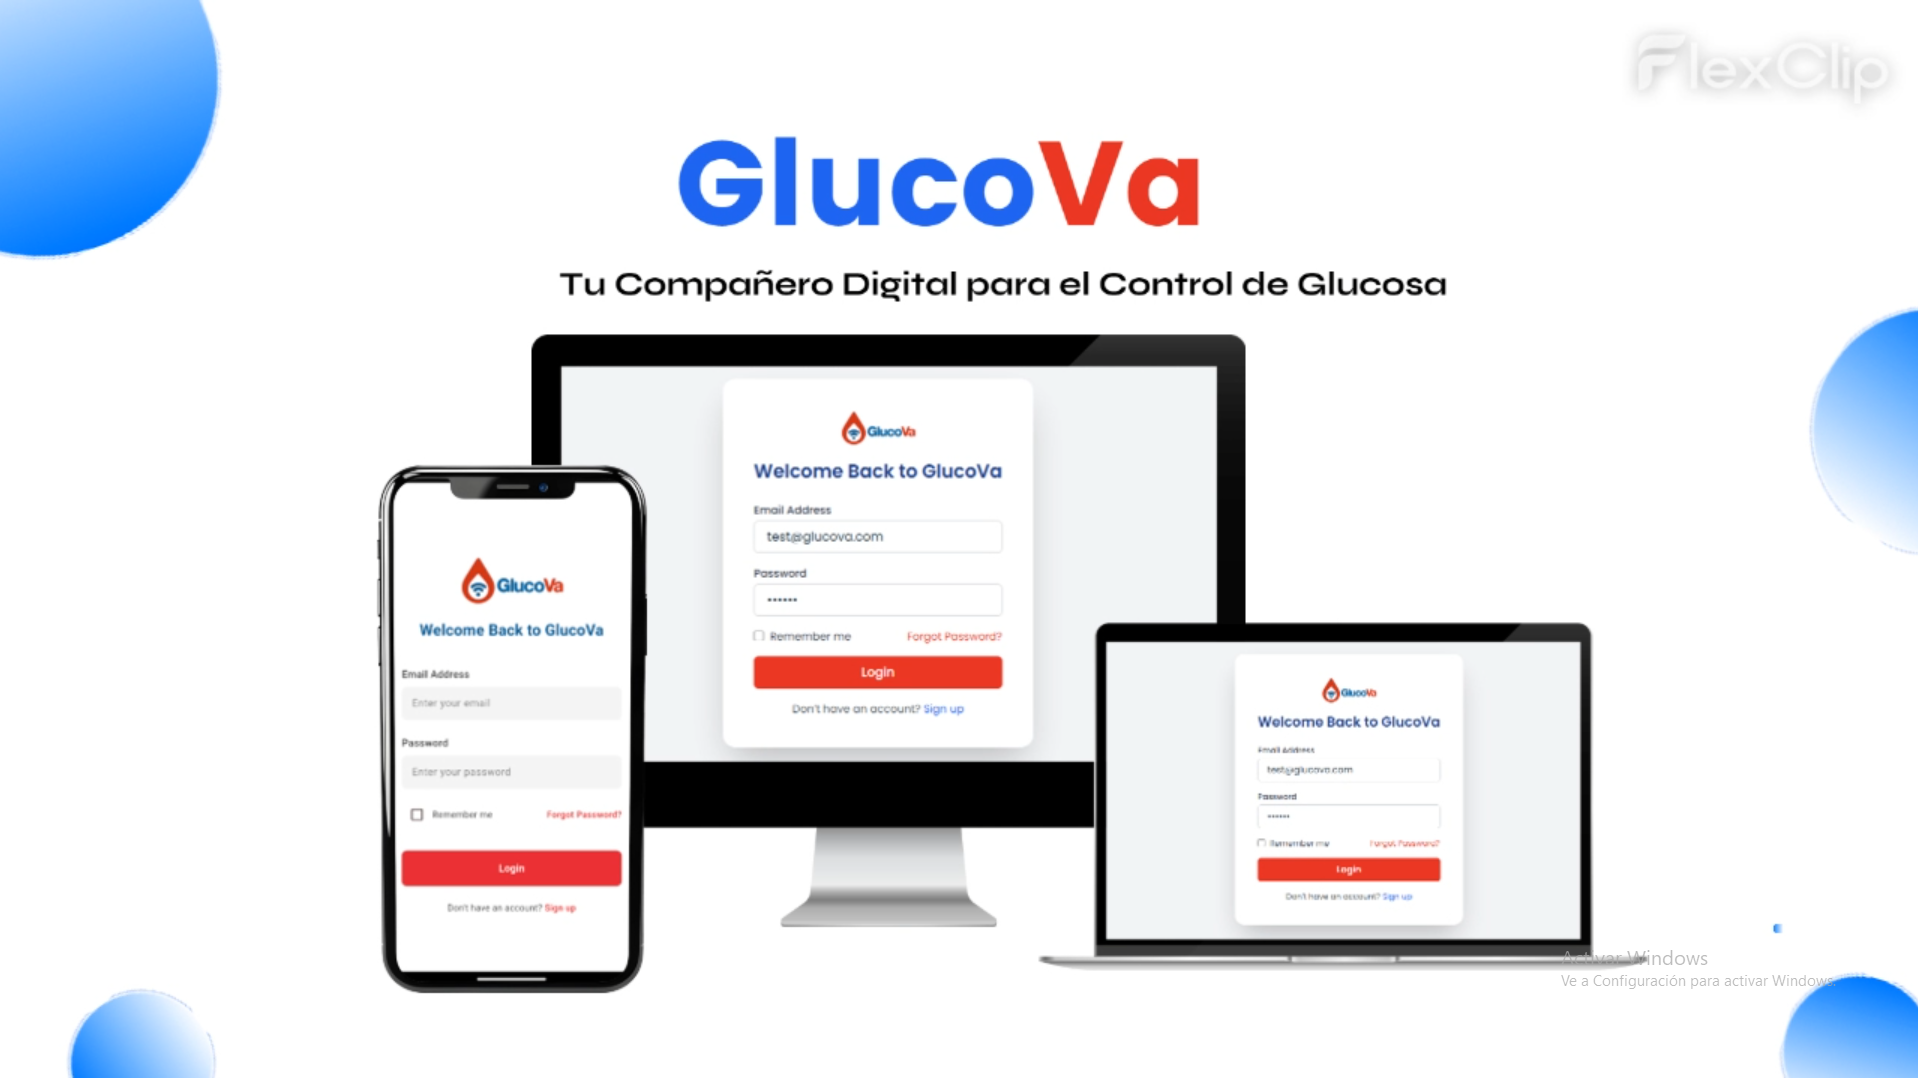 FlexClip
GlucoVa
Tu Compañero Digital para el Control de Glucosa
GlucoVa
Welcome Back to GlucoVa
Email Address
test@glucova.com
Password
••••••
Remember me Forgot Password?
Login
Don't have an account? Sign up
GlucoVa
Welcome Back to GlucoVa
Email Address
Enter your email
Password
Enter your password
Remember me Forgot Password?
Login
Don't have an account? Sign up
GlucoVa
Welcome Back to GlucoVa
Email Address
test@glucova.com
Password
••••••
Remember me Forgot Password?
Login
Don't have an account? Sign up
Activar Windows
Ve a Configuración para activar Windows.